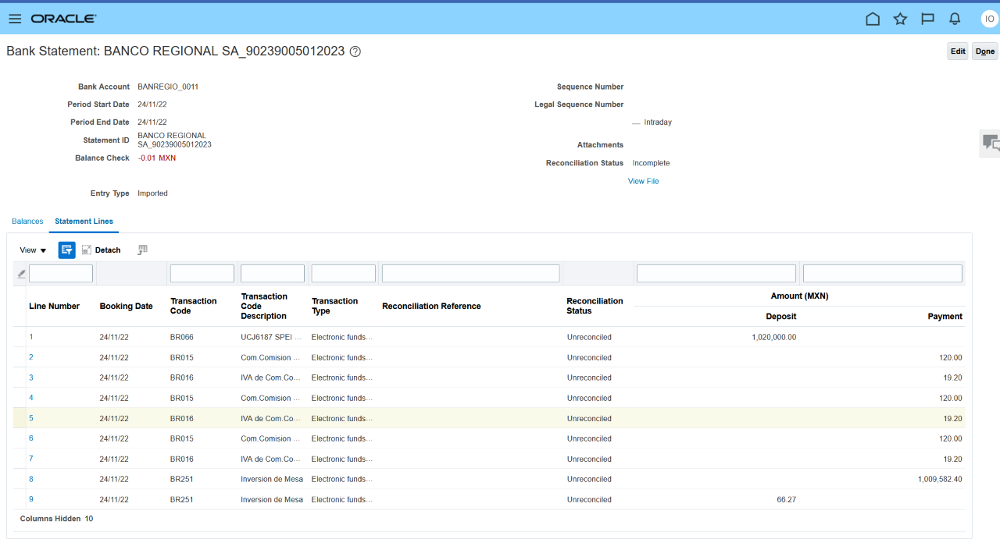 ORACLE
IO
Bank Statement: BANCO REGIONAL SA_90239005012023 ?
Edit
Done
Bank Account BANREGIO_0011
Period Start Date 24/11/22
Period End Date 24/11/22
Statement ID BANCO REGIONAL
SA_90239005012023
Balance Check -0.01 MXN
Entry Type Imported
Sequence Number
Legal Sequence Number
Intraday
Attachments
Reconciliation Status Incomplete
View File
Balances Statement Lines
View Detach
Line Number Booking Date Transaction Code Transaction Code Description Transaction Type Reconciliation Reference Reconciliation Status Amount (MXN)
Deposit Payment
1 24/11/22 BR066 UCJ6187 SPEI ... Electronic funds... Unreconciled 1,020,000.00
2 24/11/22 BR015 Com.Comision ... Electronic funds... Unreconciled 120.00
3 24/11/22 BR016 IVA de Com.Co... Electronic funds... Unreconciled 19.20
4 24/11/22 BR015 Com.Comision ... Electronic funds... Unreconciled 120.00
5 24/11/22 BR016 IVA de Com.Co... Electronic funds... Unreconciled 19.20
6 24/11/22 BR015 Com.Comision ... Electronic funds... Unreconciled 120.00
7 24/11/22 BR016 IVA de Com.Co... Electronic funds... Unreconciled 19.20
8 24/11/22 BR251 Inversion de Mesa Electronic funds... Unreconciled 1,009,582.40
9 24/11/22 BR251 Inversion de Mesa Electronic funds... Unreconciled 66.27
Columns Hidden 10